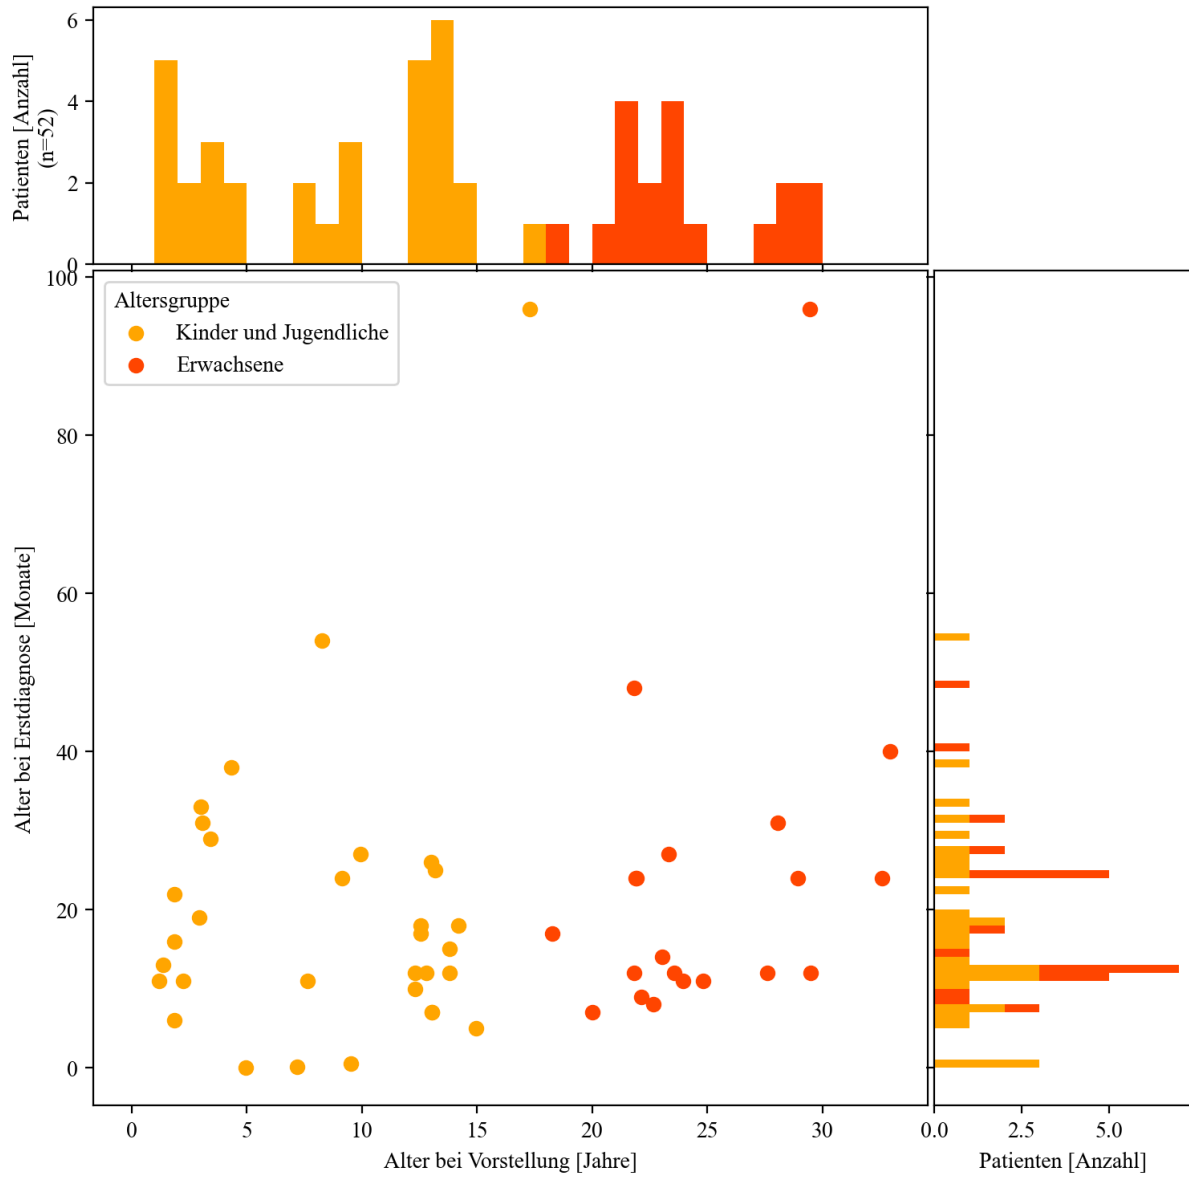 Patienten [Anzahl]
(n=52)
6
4
2
0
Altersgruppe
Kinder und Jugendliche
Erwachsene
Alter bei Erstdiagnose [Monate]
100
80
60
40
20
0
0 5 10 15 20 25 30
Alter bei Vorstellung [Jahre]
0.0 2.5 5.0
Patienten [Anzahl]